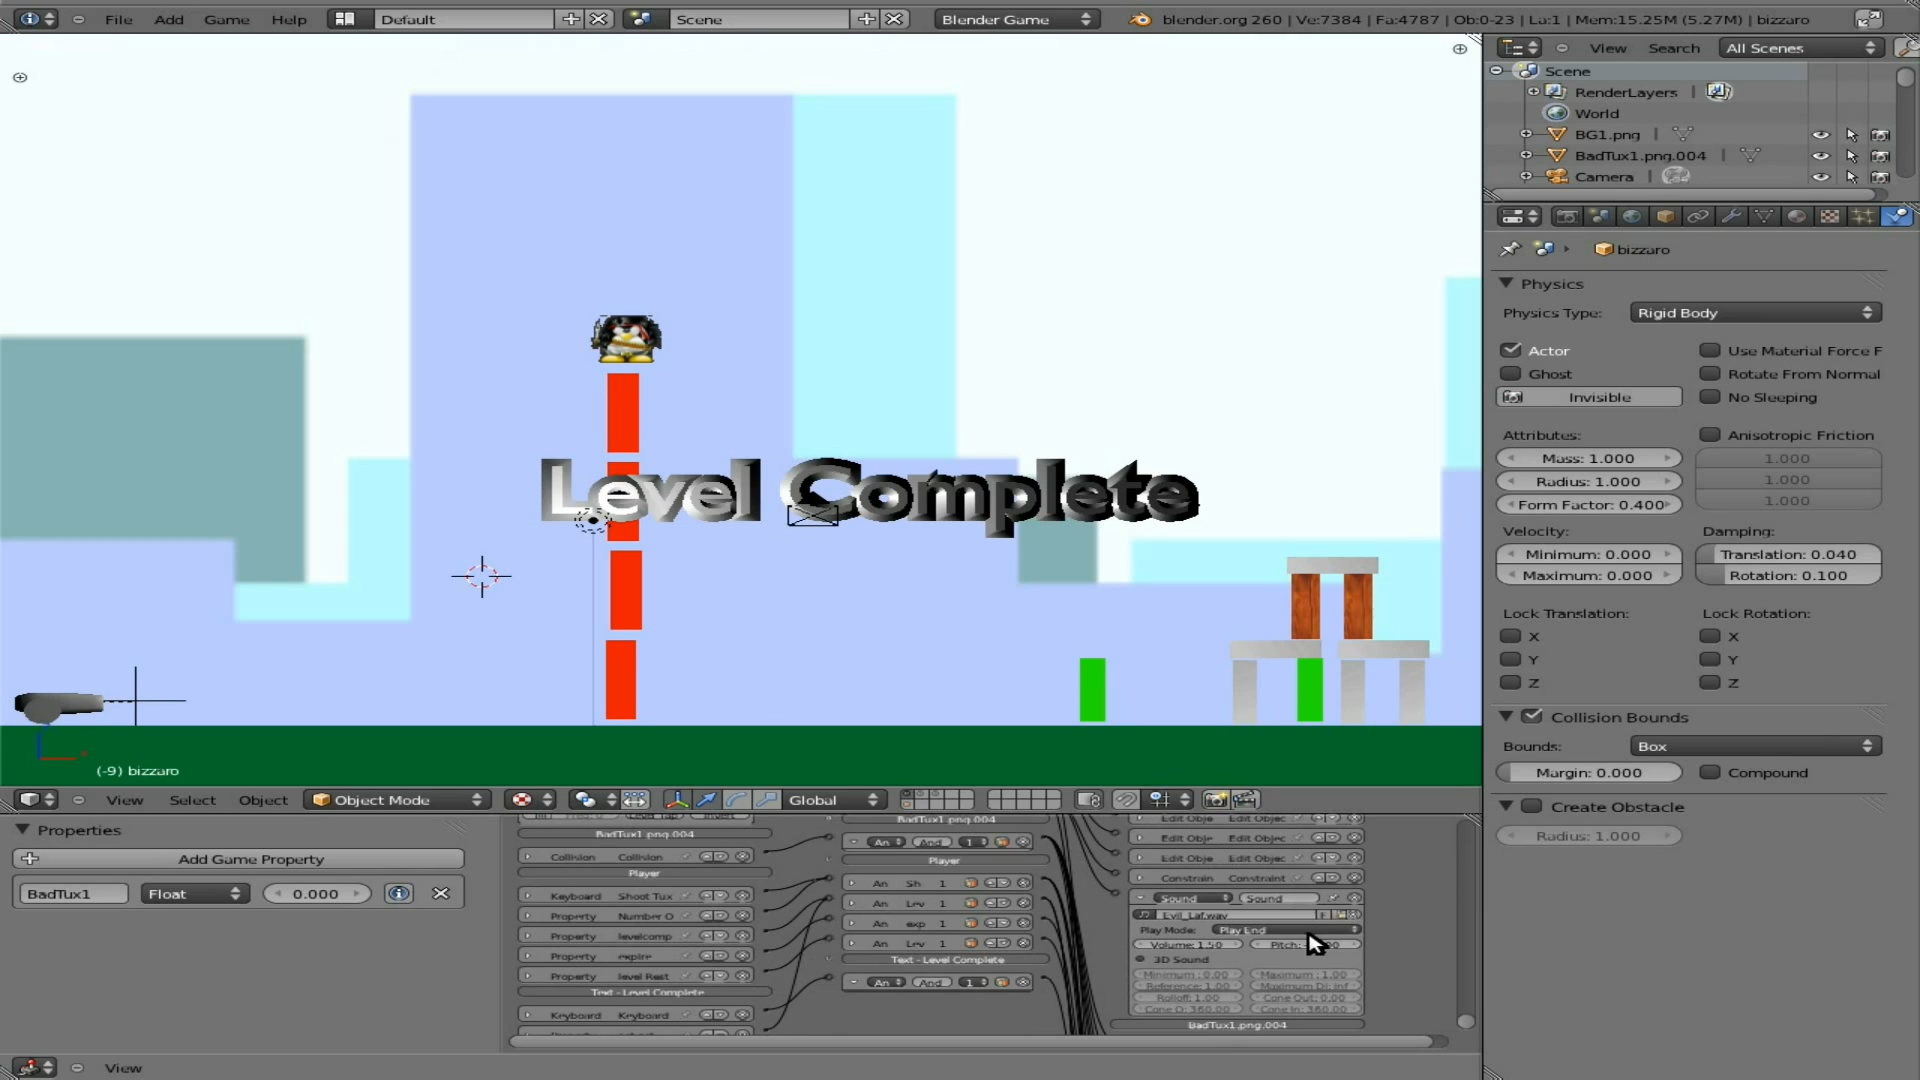 File Add Game Help Default Scene Blender Game blender.org 260 | Ve:7384 | Fa:4787 | Ob:0-23 | La:1 | Mem:15.25M (5.27M) | bizzaro
View Search All Scenes
Scene
RenderLayers
World
BG1.png
BadTux1.png.004
Camera
bizzaro
Physics
Physics Type: Rigid Body
Actor Use Material Force F
Ghost Rotate From Normal
Invisible No Sleeping
Attributes: Anisotropic Friction
Mass: 1.000 1.000
Radius: 1.000 1.000
Form Factor: 0.400 1.000
Velocity: Damping:
Minimum: 0.000 Translation: 0.040
Maximum: 0.000 Rotation: 0.100
Lock Translation: Lock Rotation:
X X
Y Y
Z Z
Collision Bounds
Bounds: Box
Margin: 0.000 Compound
Create Obstacle
Radius: 1.000
Level Complete
(-9) bizzaro
View Select Object Object Mode Global
Properties
Add Game Property
BadTux1 Float 0.000
BadTux1.png.004
Collision Collision
Player
Keyboard Shoot Tux
Property Number O
Property levelcomp
Property expire
Property level Rest
Text - Level Complete
Keyboard Keyboard
BadTux1.png.004
An And 1
Player
An Sh 1
An Lev 1
An exp 1
An Lev 1
Text - Level Complete
An And 1
Edit Obje Edit Objec
Edit Obje Edit Objec
Edit Obje Edit Objec
Constrain Constraint
Sound Sound
Evil_Laf.wav F
Play Mode: Play End
Volume: 1.50 Pitch:
3D Sound
Minimum: 0.00 Maximum: 1.00
Reference: 1.00 Maximum Di: inf
Rolloff: 1.00 Cone Out: 0.00
Cone O: 360.00 Cone In: 360.00
BadTux1.png.004
View